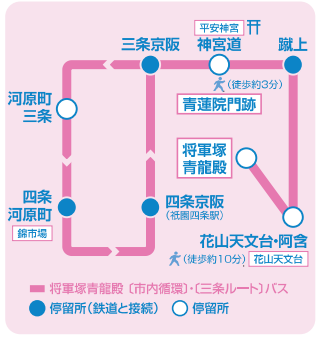 平安神宮
三条京阪
神宮道
蹴上
(徒歩約3分)
青蓮院門跡
河原町
三条
将軍塚
青龍殿
四条
河原町
錦市場
四条京阪
(祇園四条駅)
花山天文台・阿含
(徒歩約10分)
花山天文台
将軍塚青龍殿〔市内循環〕・〔三条ルート〕バス
停留所(鉄道と接続)
停留所